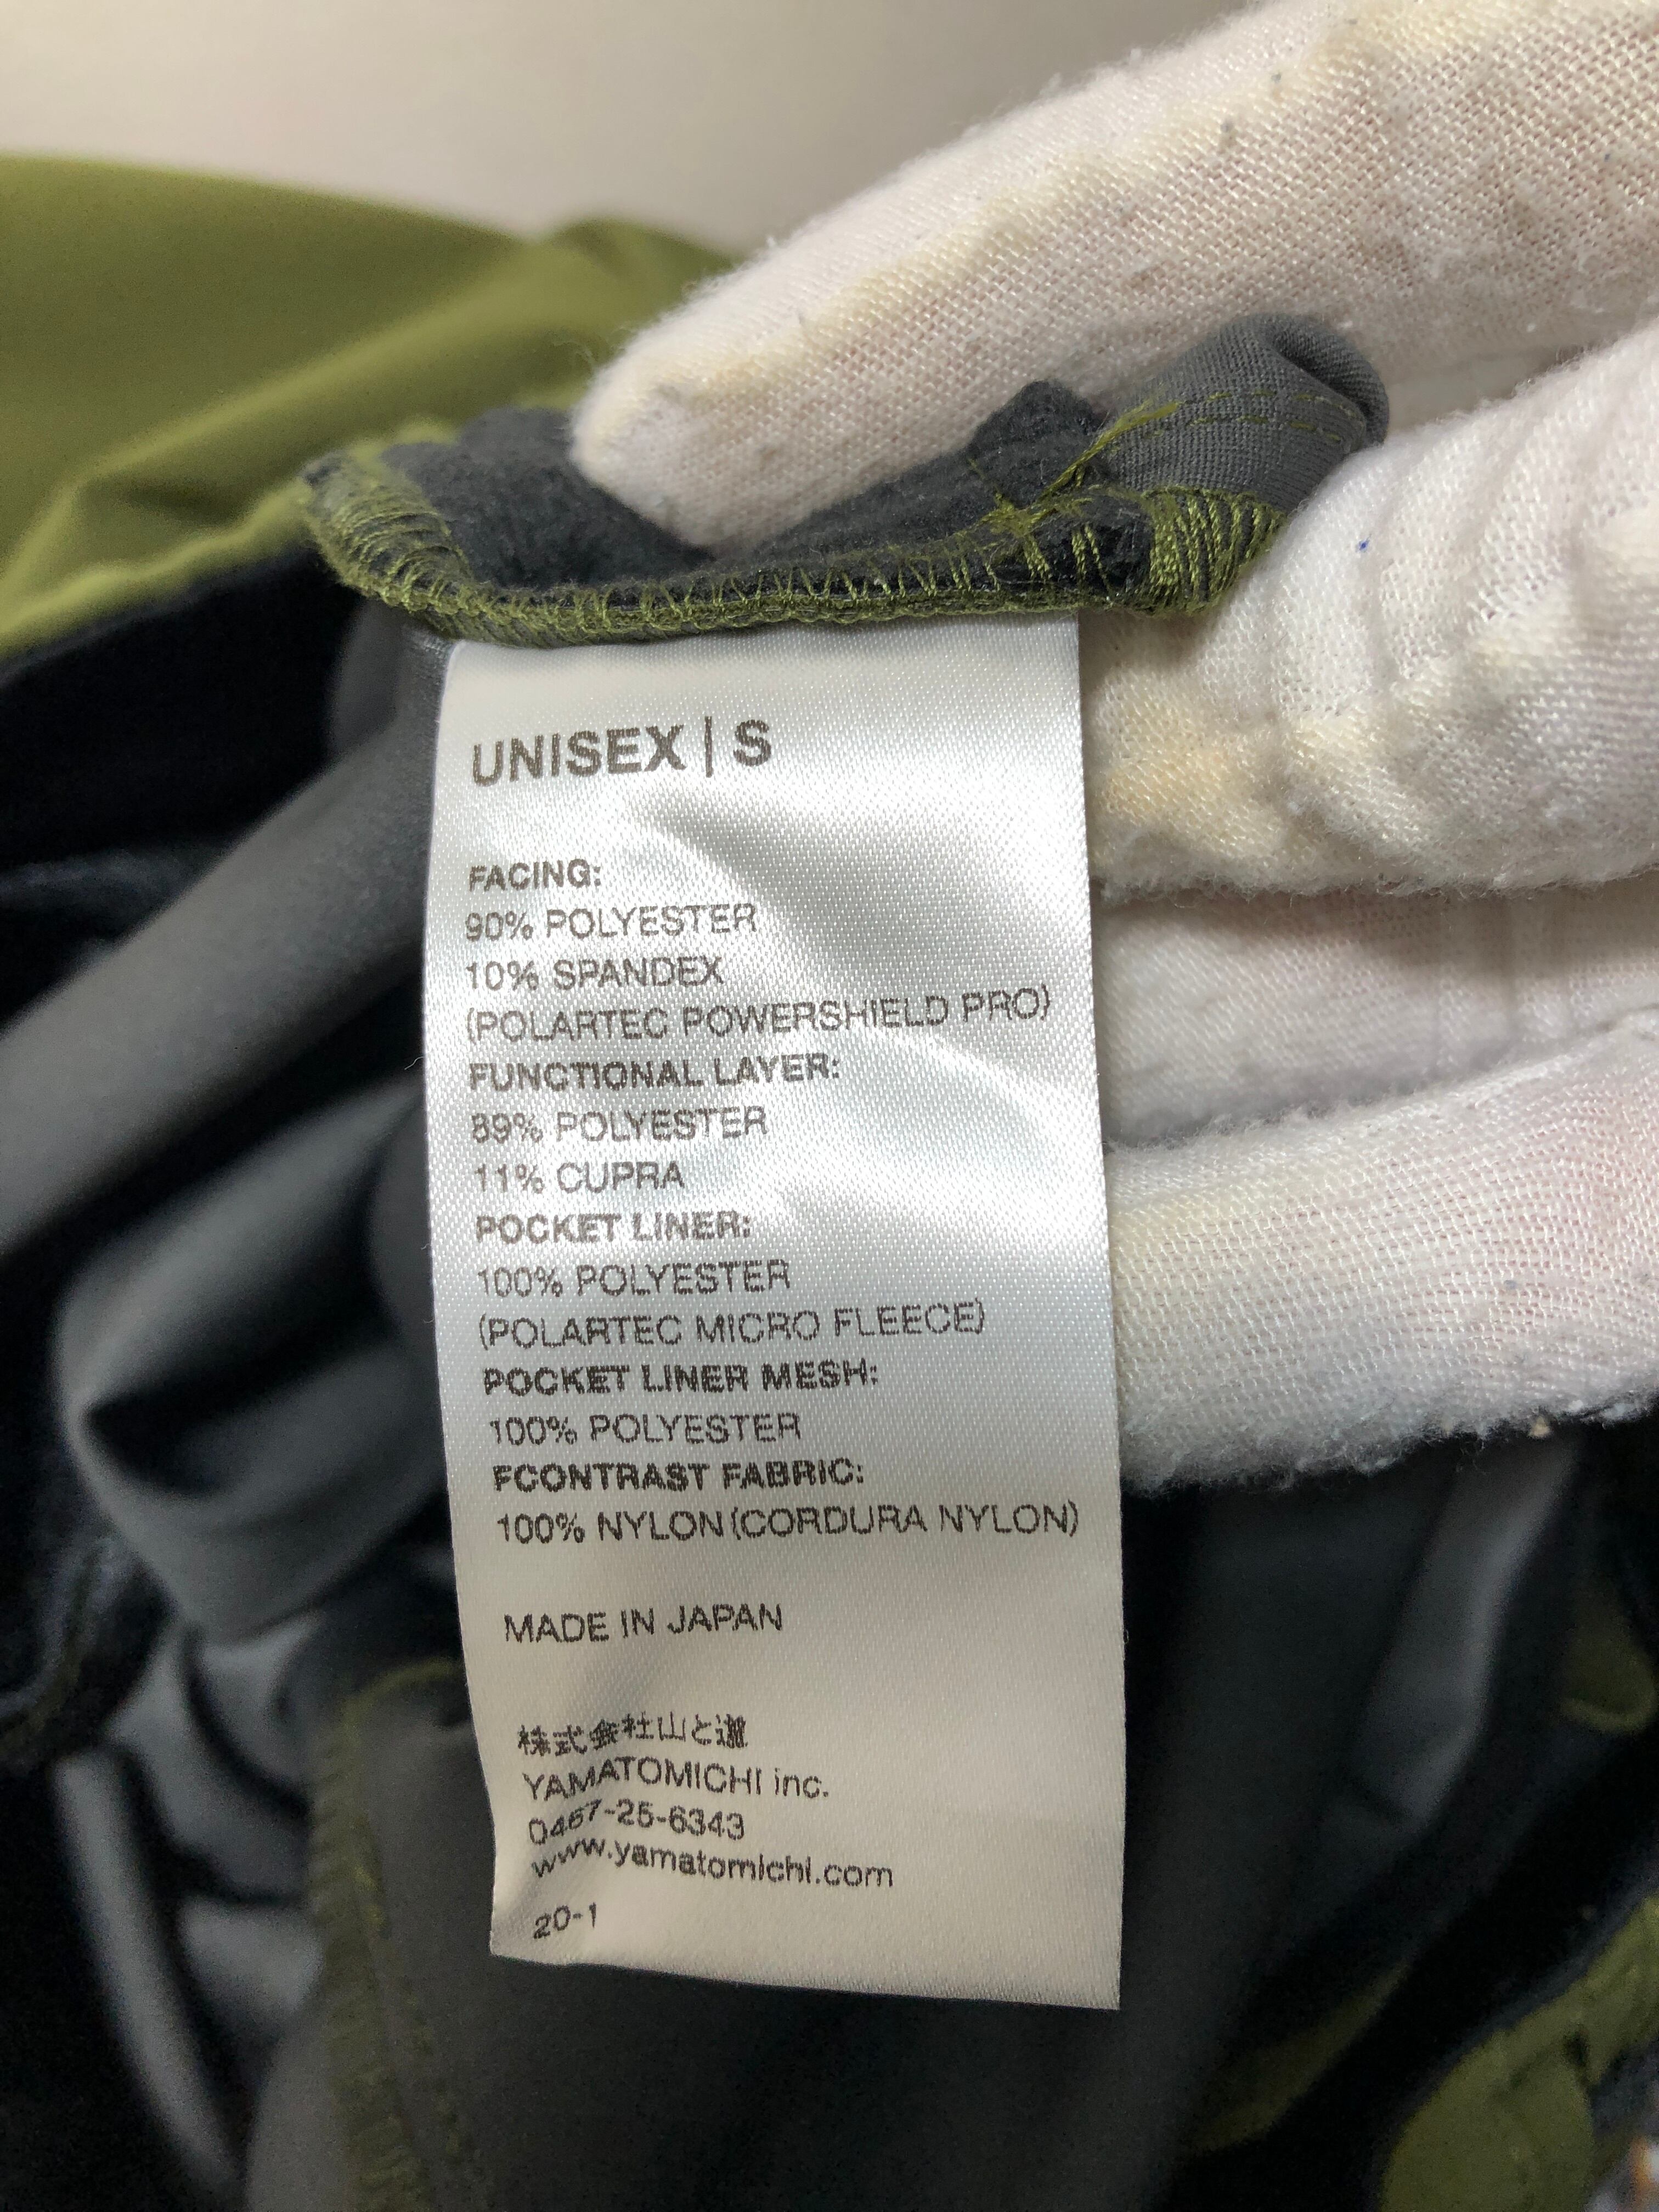 UNISEX | S
FACING:
90% POLYESTER
10% SPANDEX
(POLARTEC POWERSHIELD PRO)
FUNCTIONAL LAYER:
89% POLYESTER
11% CUPRA
POCKET LINER:
100% POLYESTER
(POLARTEC MICRO FLEECE)
POCKET LINER MESH:
100% POLYESTER
FCONTRAST FABRIC:
100% NYLON(CORDURA NYLON)
MADE IN JAPAN
株式会社山と道
YAMATOMICHI inc.
0467-25-6343
www.yamatomichi.com
20-1